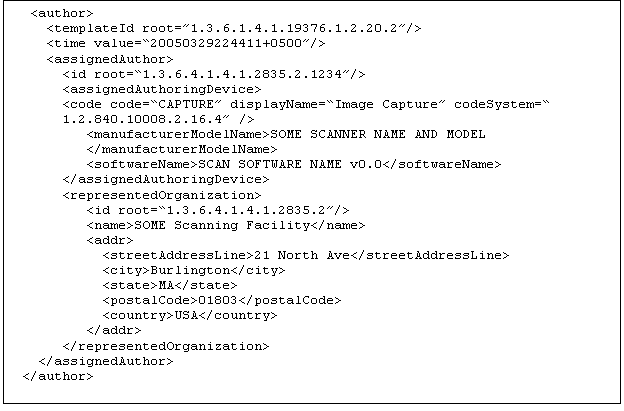 <author>
<templateId root="1.3.6.1.4.1.19376.1.2.20.2"/>
<time value=“20050329224411+0500”/>
<assignedAuthor>
<id root=“1.3.6.4.1.4.1.2835.2.1234”/>
<assignedAuthoringDevice>
<code code=“CAPTURE” displayName=“Image Capture” codeSystem=“
1.2.840.10008.2.16.4” />
<manufacturerModelName>SOME SCANNER NAME AND MODEL
</manufacturerModelName>
<softwareName>SCAN SOFTWARE NAME v0.0</softwareName>
</assignedAuthoringDevice>
<representedOrganization>
<id root=“1.3.6.4.1.4.1.2835.2”/>
<name>SOME Scanning Facility</name>
<addr>
<streetAddressLine>21 North Ave</streetAddressLine>
<city>Burlington</city>
<state>MA</state>
<postalCode>01803</postalCode>
<country>USA</country>
</addr>
</representedOrganization>
</assignedAuthor>
</author>